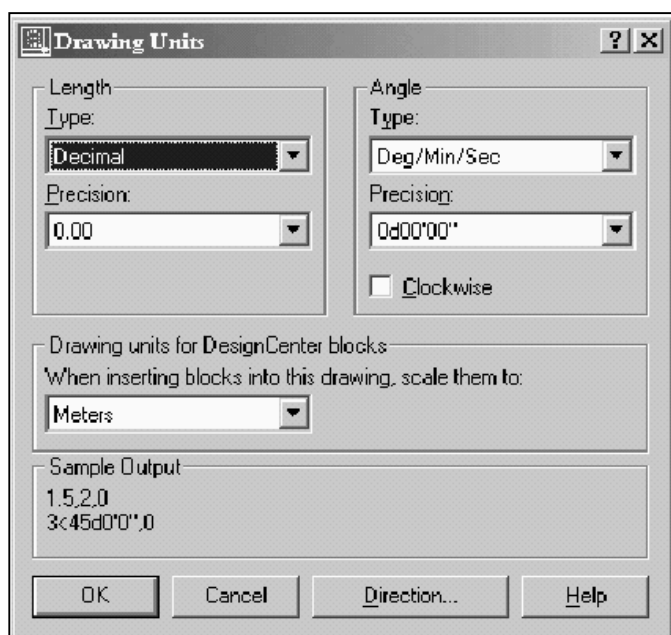 Drawing Units
Length
Type:
Decimal
Precision:
0.00
Angle
Type:
Deg/Min/Sec
Precision:
0d00'00"
Clockwise
Drawing units for DesignCenter blocks
When inserting blocks into this drawing, scale them to:
Meters
Sample Output
1.5,2,0
3<45d0'0",0
OK Cancel Direction... Help